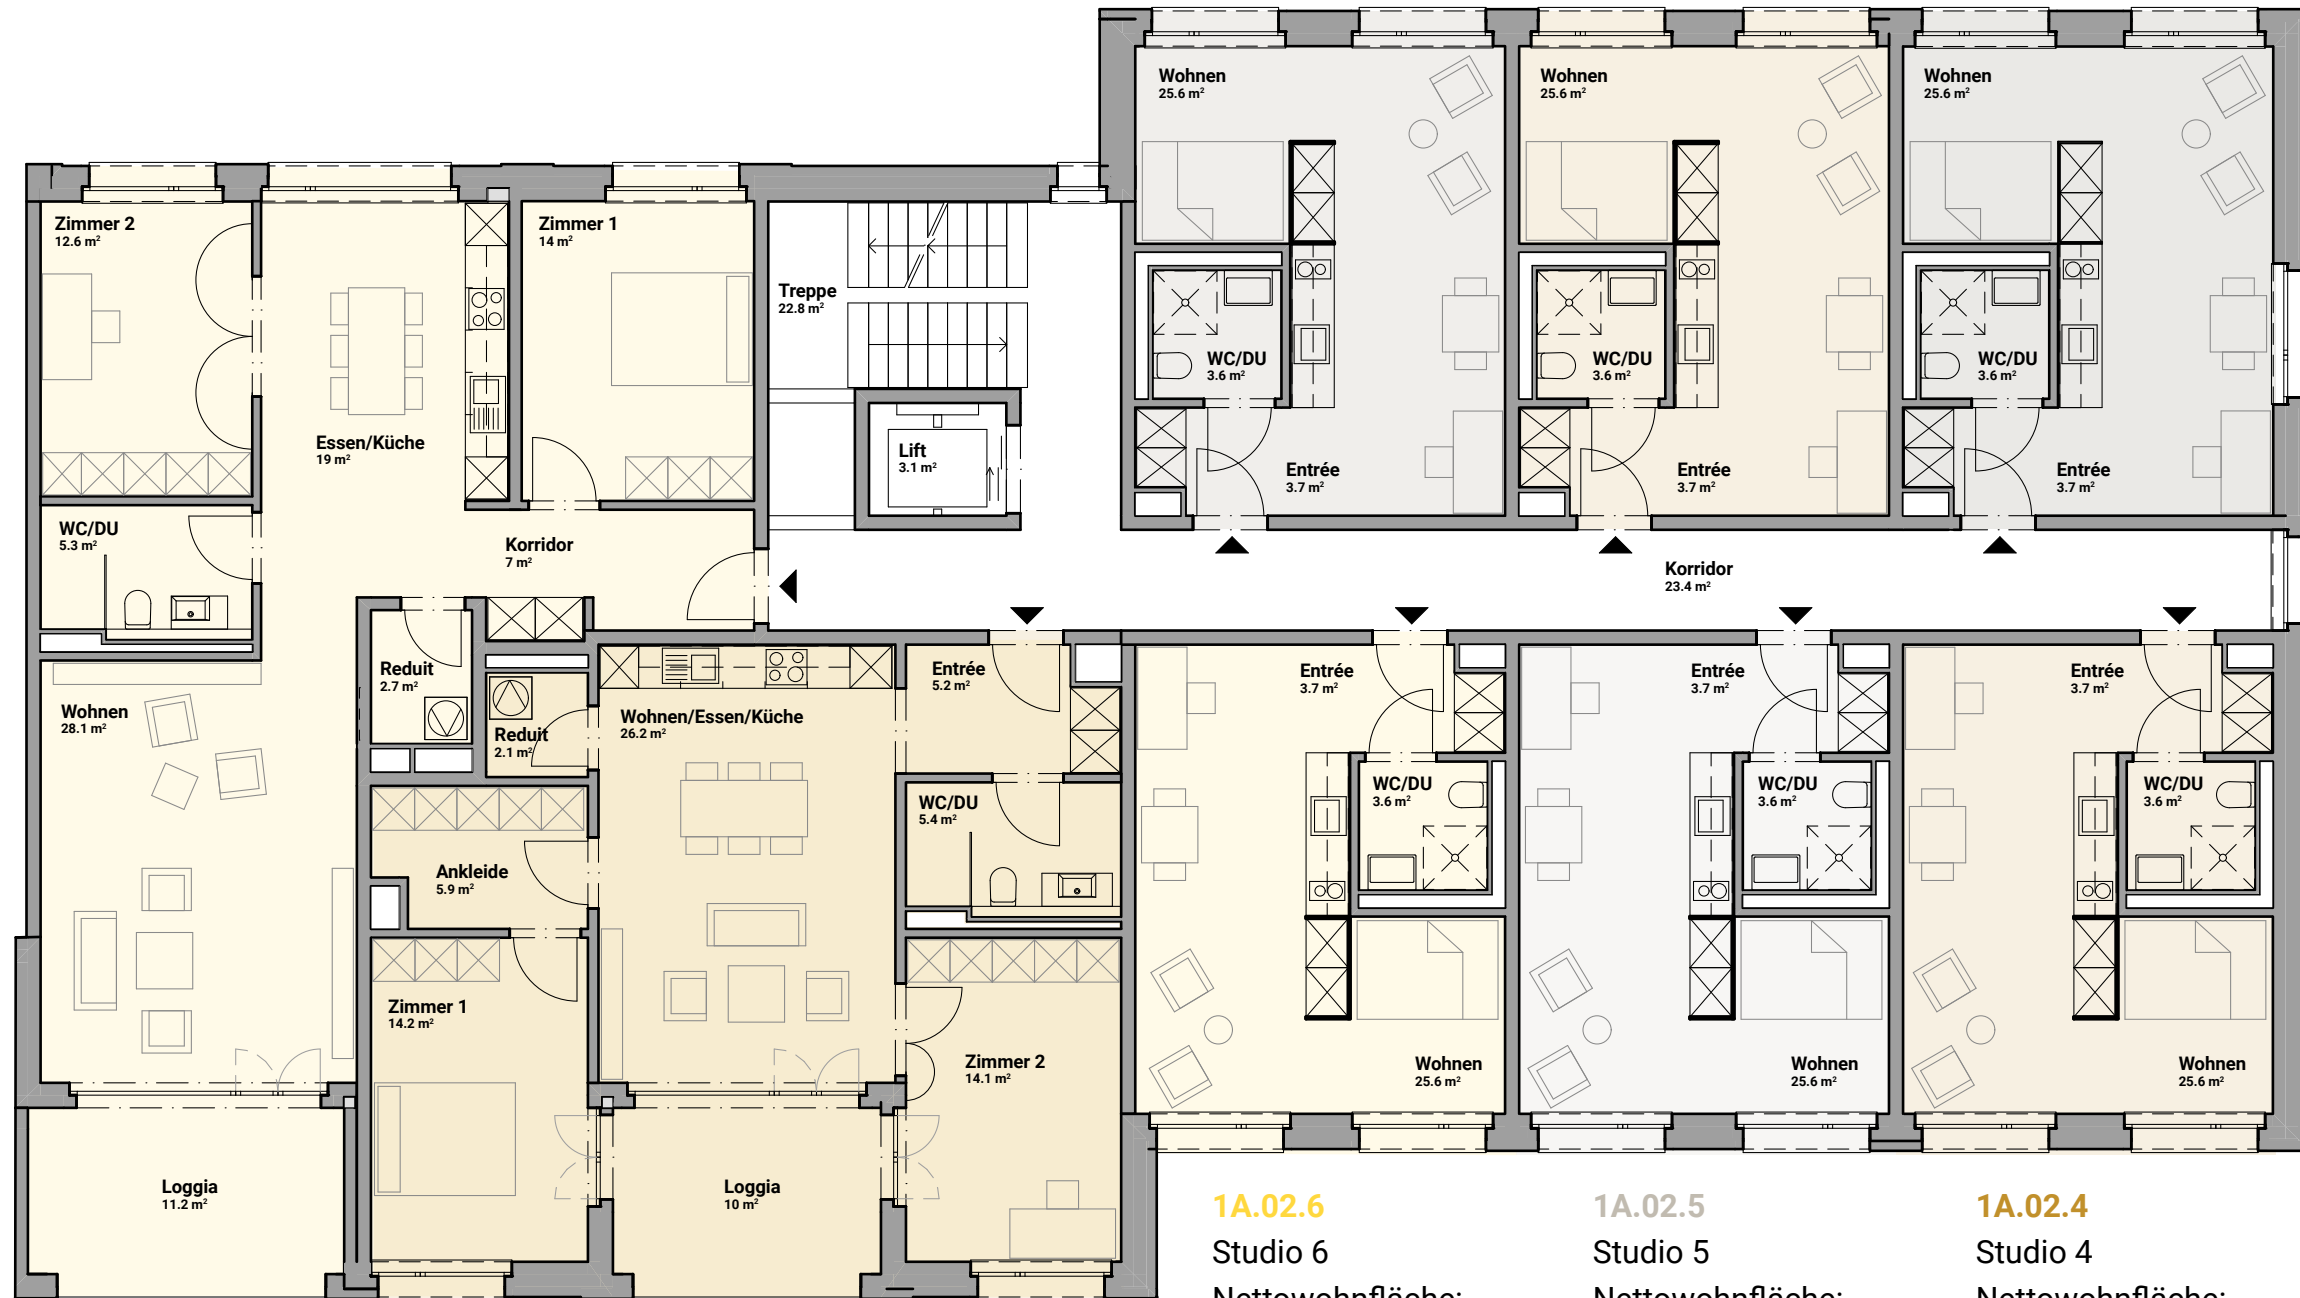 Wohnen
25.6 m²
Wohnen
25.6 m²
Wohnen
25.6 m²
Zimmer 2
12.6 m²
Zimmer 1
14 m²
Treppe
22.8 m²
WC/DU
3.6 m²
WC/DU
3.6 m²
WC/DU
3.6 m²
Essen/Küche
19 m²
Lift
3.1 m²
Entrée
3.7 m²
Entrée
3.7 m²
Entrée
3.7 m²
WC/DU
5.3 m²
Korridor
7 m²
Korridor
23.4 m²
Reduit
2.7 m²
Entrée
5.2 m²
Entrée
3.7 m²
Entrée
3.7 m²
Entrée
3.7 m²
Wohnen
28.1 m²
Reduit
2.1 m²
Wohnen/Essen/Küche
26.2 m²
WC/DU
5.4 m²
WC/DU
3.6 m²
WC/DU
3.6 m²
WC/DU
3.6 m²
Ankleide
5.9 m²
Zimmer 1
14.2 m²
Zimmer 2
14.1 m²
Wohnen
25.6 m²
Wohnen
25.6 m²
Wohnen
25.6 m²
Loggia
11.2 m²
Loggia
10 m²
1A.02.6
Studio 6
Nettowohnfläche:
1A.02.5
Studio 5
Nettowohnfläche:
1A.02.4
Studio 4
Nettowohnfläche: